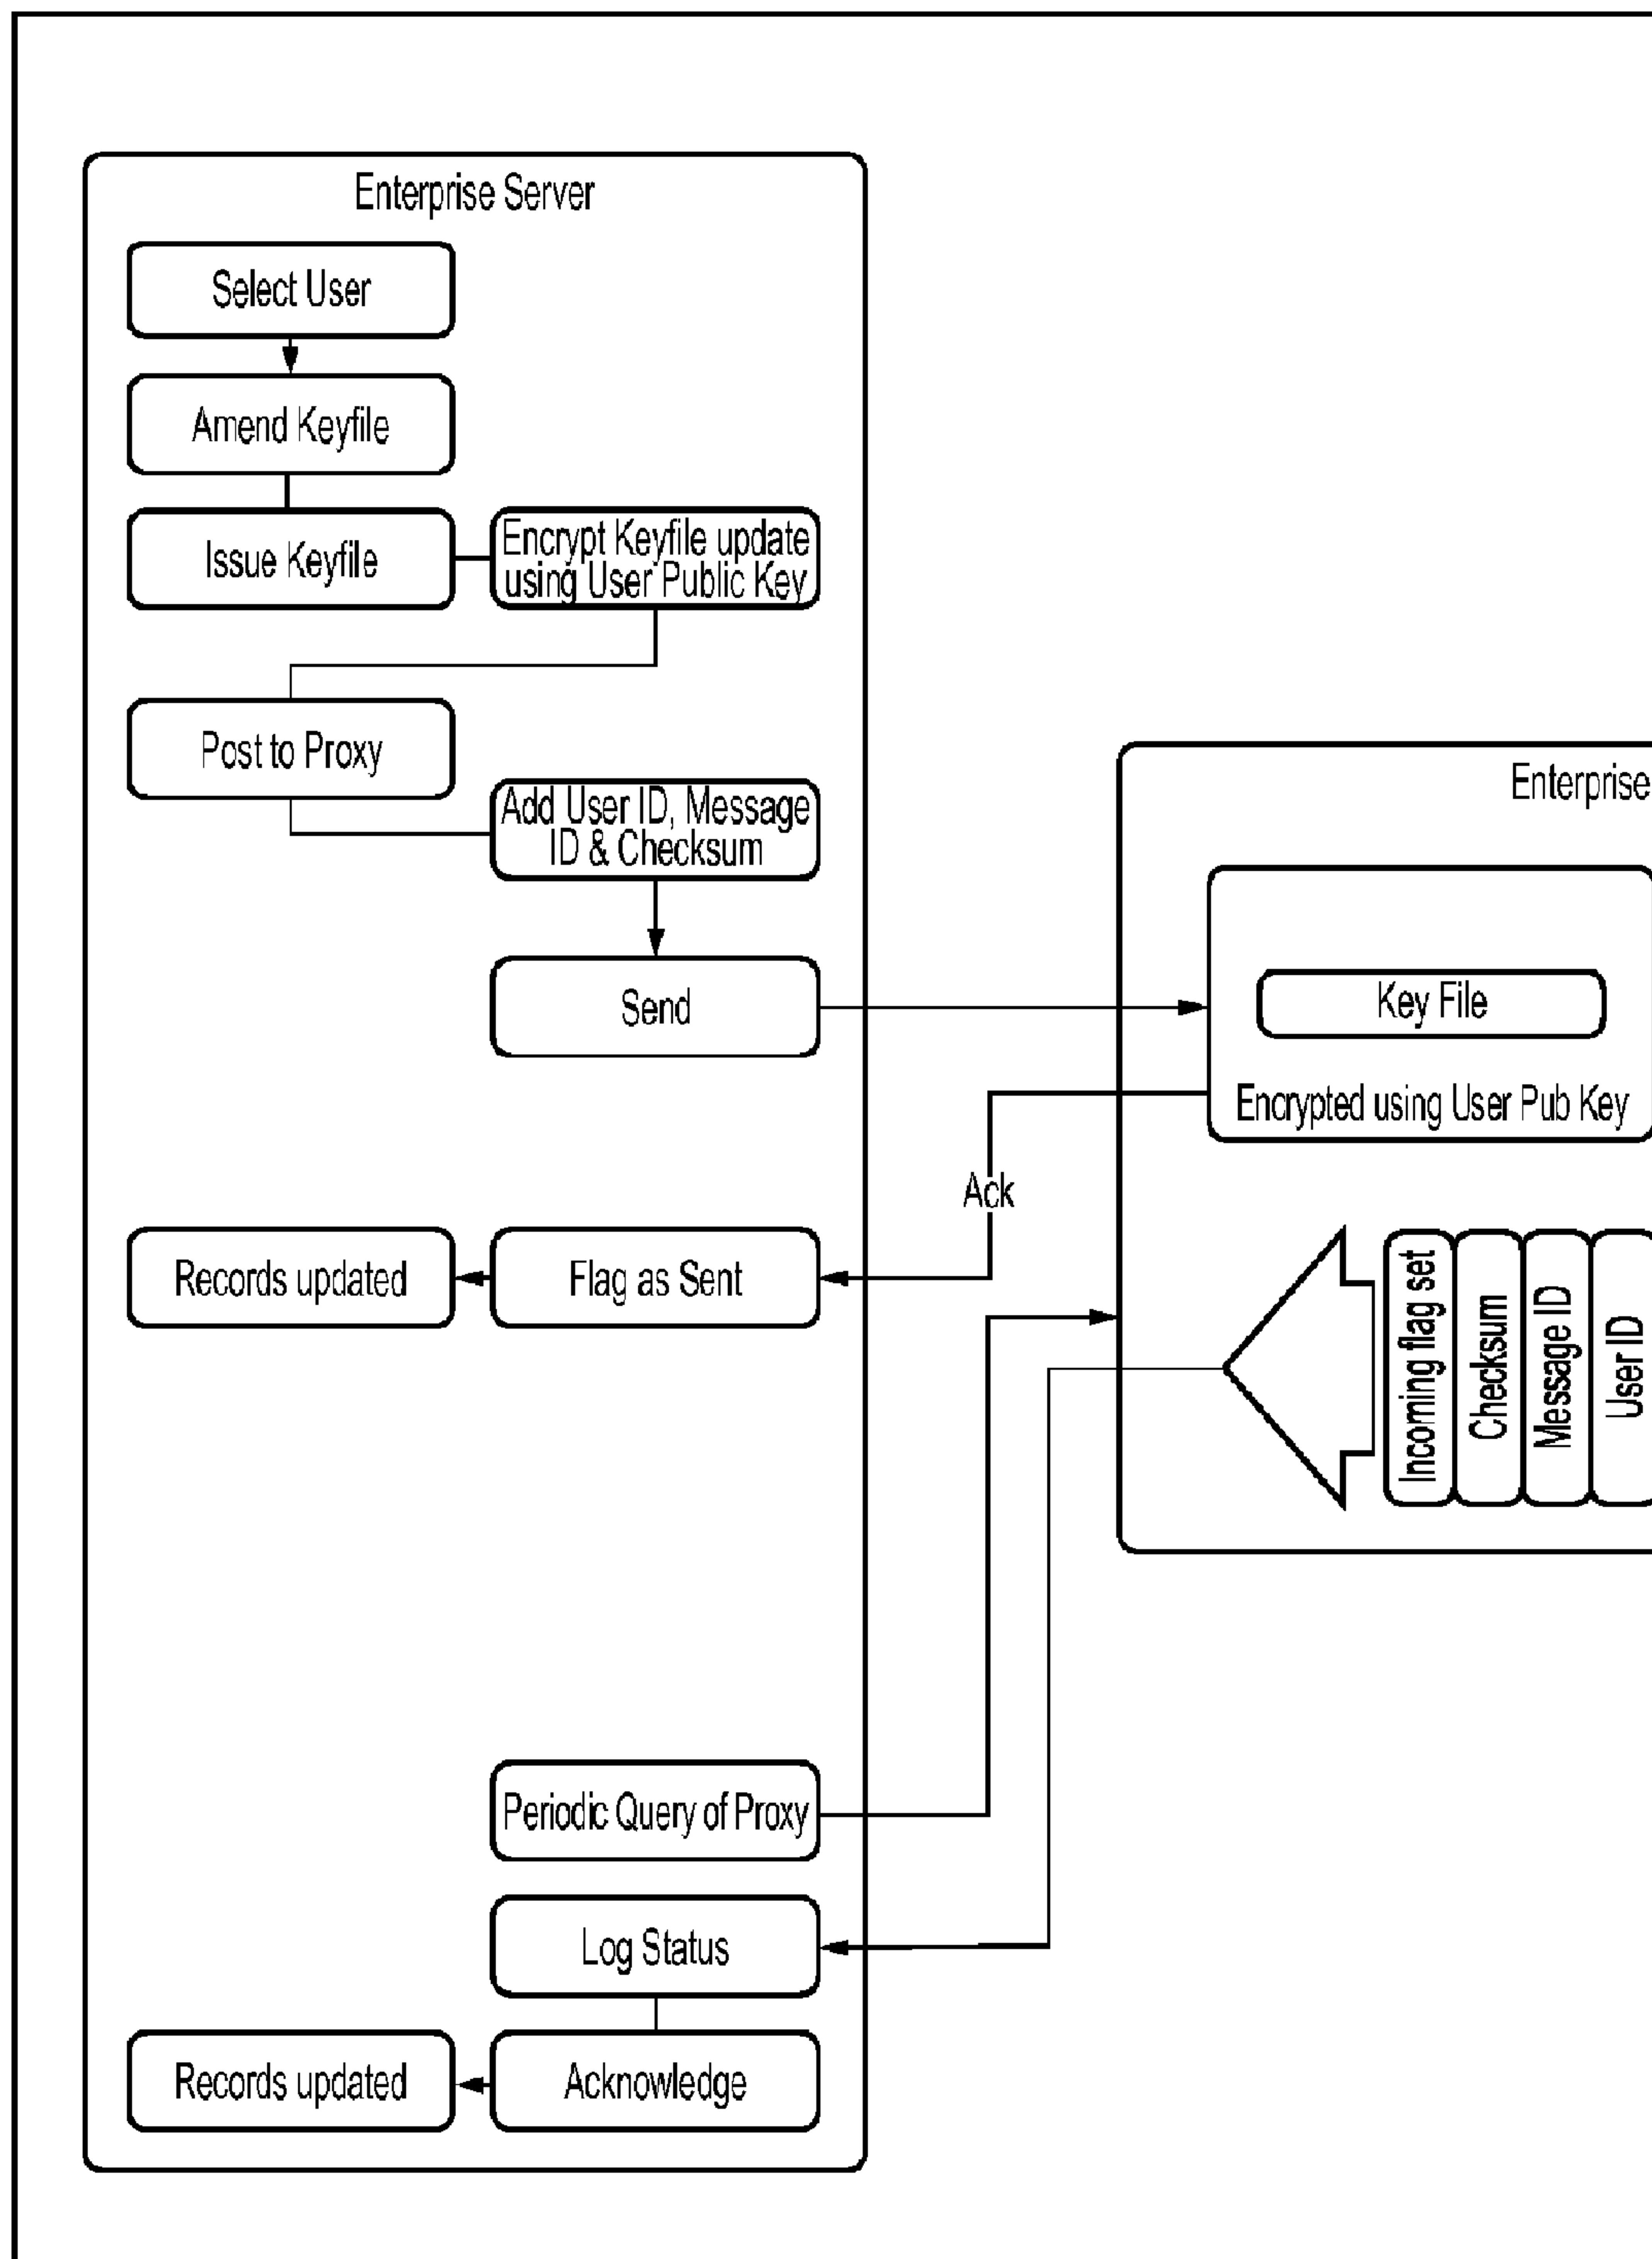 Enterprise Server
Select User
Amend Keyfile
Issue Keyfile
Encrypt Keyfile update
using User Public Key
Post to Proxy
Add User ID, Message
ID & Checksum
Send
Enterprise
Key File
Encrypted using User Pub Key
Ack
Records updated
Flag as Sent
Incoming flag set
Checksum
Message ID
User ID
Periodic Query of Proxy
Log Status
Records updated
Acknowledge